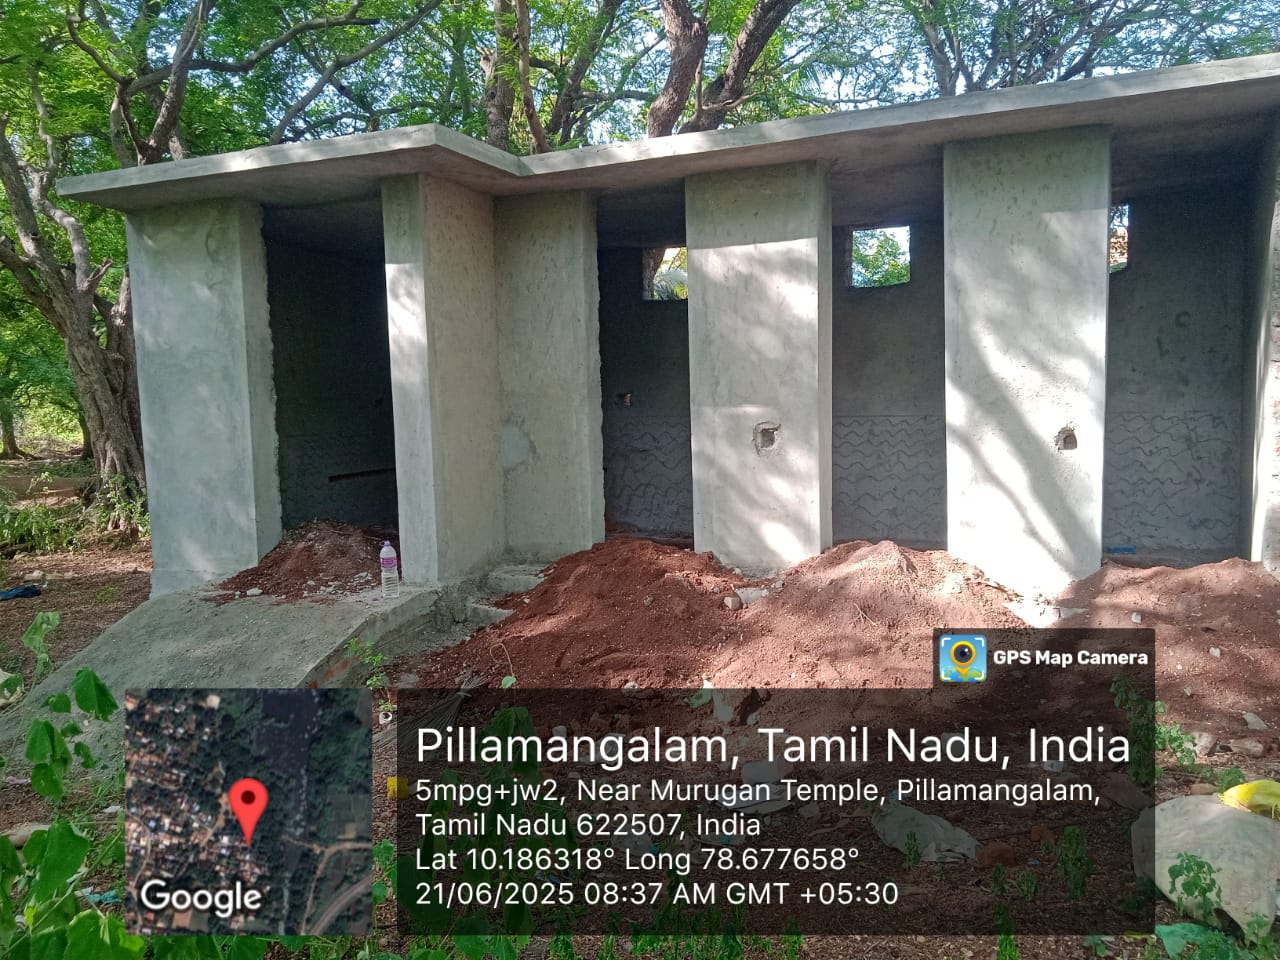 GPS Map Camera
Pillamangalam, Tamil Nadu, India
5mpg+jw2, Near Murugan Temple, Pillamangalam,
Tamil Nadu 622507, India
Lat 10.186318° Long 78.677658°
21/06/2025 08:37 AM GMT +05:30
Google